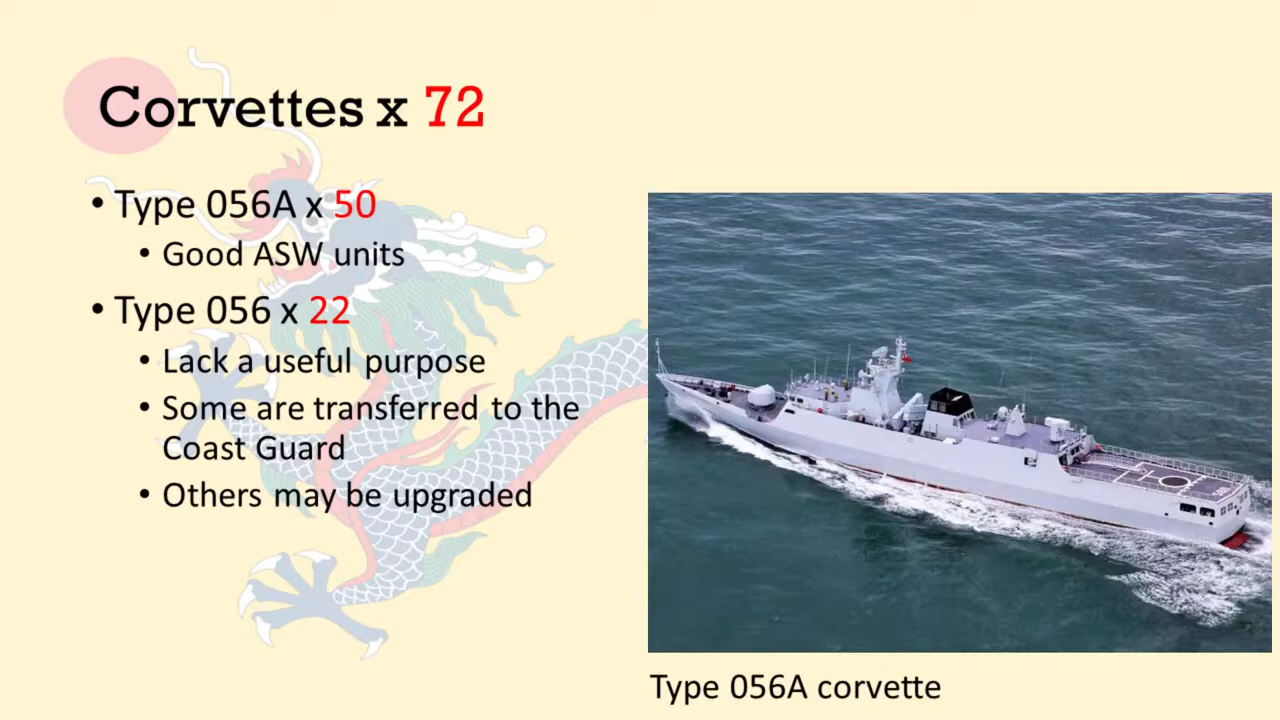 Corvettes x 72
• Type 056A x 50
• Good ASW units
• Type 056 x 22
• Lack a useful purpose
• Some are transferred to the
Coast Guard
• Others may be upgraded
Type 056A corvette